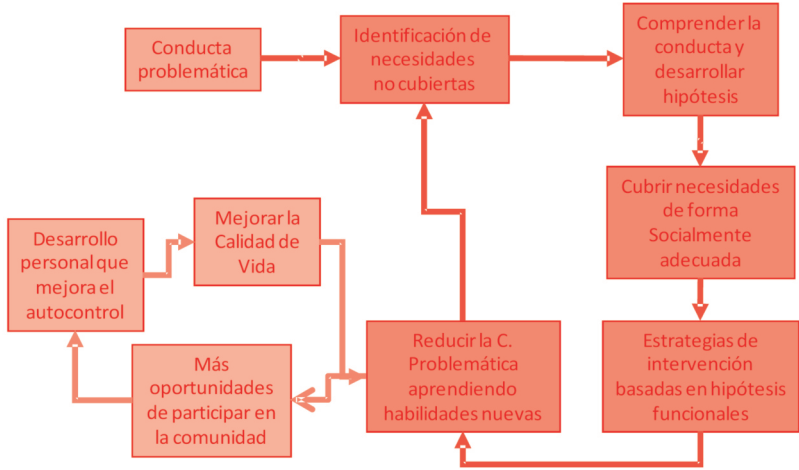 Conducta
problemática
Identificación de
necesidades
no cubiertas
Comprender la
conducta y
desarrollar
hipótesis
Cubrir necesidades
de forma
Socialmente
adecuada
Estrategias de
intervención
basadas en hipótesis
funcionales
Reducir la C.
Problemática
aprendiendo
habilidades nuevas
Más
oportunidades
de participar en
la comunidad
Desarrollo
personal que
mejora el
autocontrol
Mejorar la
Calidad de
Vida